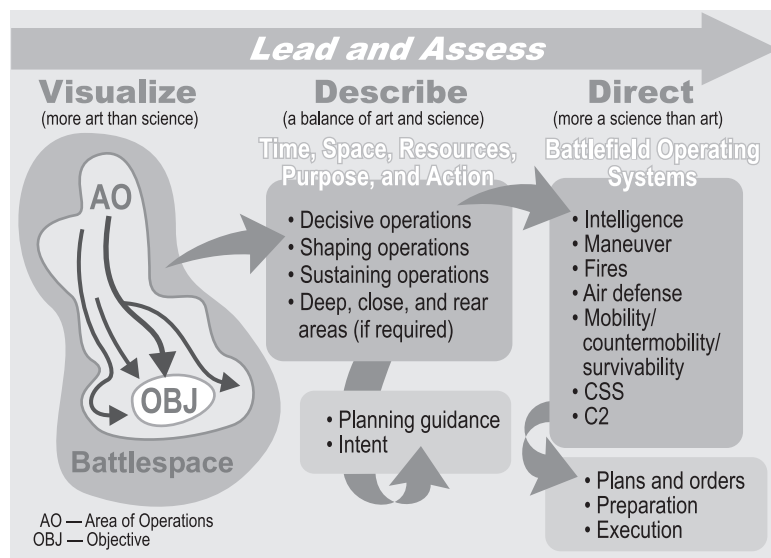 Lead and Assess
Visualize
(more art than science)
AO
OBJ
Battlespace
AO — Area of Operations
OBJ — Objective
Describe
(a balance of art and science)
Time, Space, Resources,
Purpose, and Action
• Decisive operations
• Shaping operations
• Sustaining operations
• Deep, close, and rear
areas (if required)
• Planning guidance
• Intent
Direct
(more a science than art)
Battlefield Operating
Systems
• Intelligence
• Maneuver
• Fires
• Air defense
• Mobility/
countermobility/
survivability
• CSS
• C2
• Plans and orders
• Preparation
• Execution